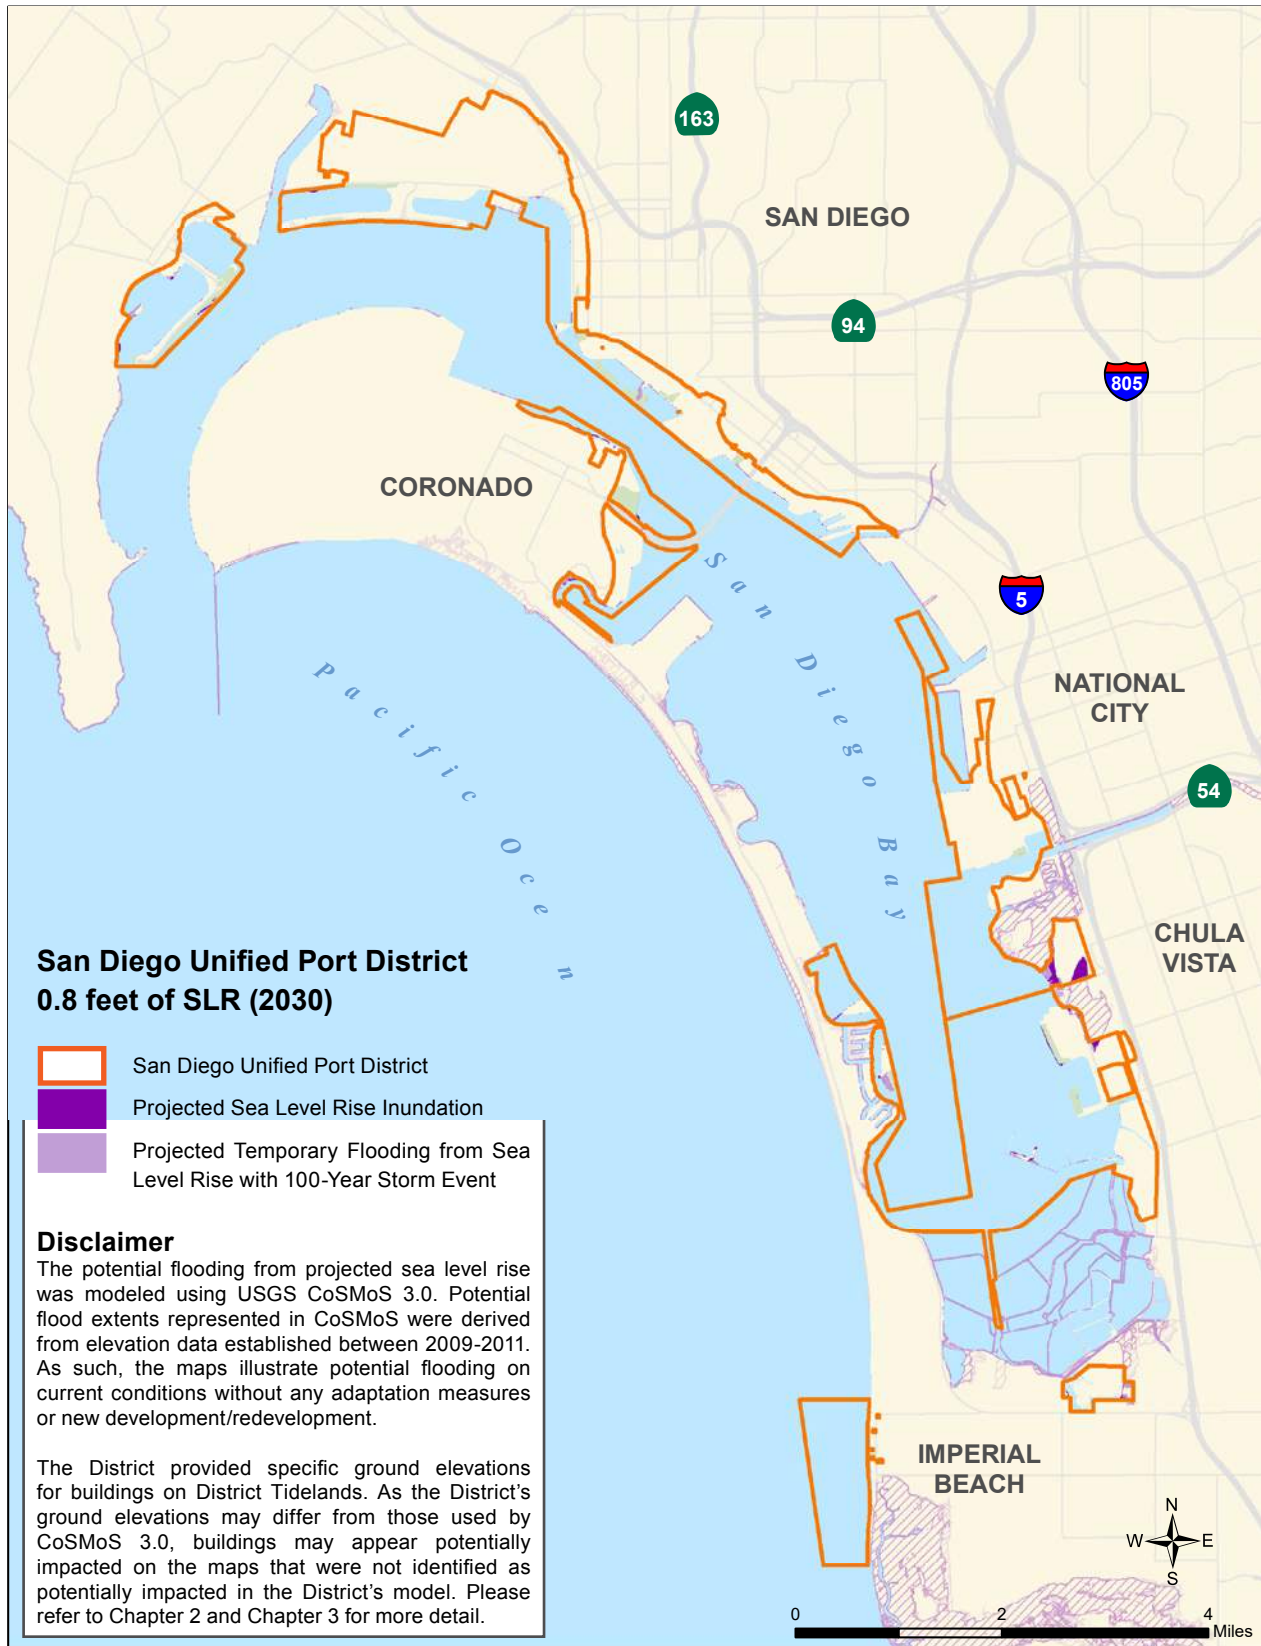 163
SAN DIEGO
94
805
CORONADO
San Diego Bay
5
Pacific Ocen
NATIONAL
CITY
54
CHULA
VISTA
San Diego Unified Port District
0.8 feet of SLR (2030)
San Diego Unified Port District
Projected Sea Level Rise Inundation
Projected Temporary Flooding from Sea
Level Rise with 100-Year Storm Event
Disclaimer
The potential flooding from projected sea level rise
was modeled using USGS CoSMoS 3.0. Potential
flood extents represented in CoSMoS were derived
from elevation data established between 2009-2011.
As such, the maps illustrate potential flooding on
current conditions without any adaptation measures
or new development/redevelopment.
The District provided specific ground elevations
for buildings on District Tidelands. As the District’s
ground elevations may differ from those used by
CoSMoS 3.0, buildings may appear potentially
impacted on the maps that were not identified as
potentially impacted in the District’s model. Please
refer to Chapter 2 and Chapter 3 for more detail.
IMPERIAL
BEACH
N
W E
S
0 2 4
Miles